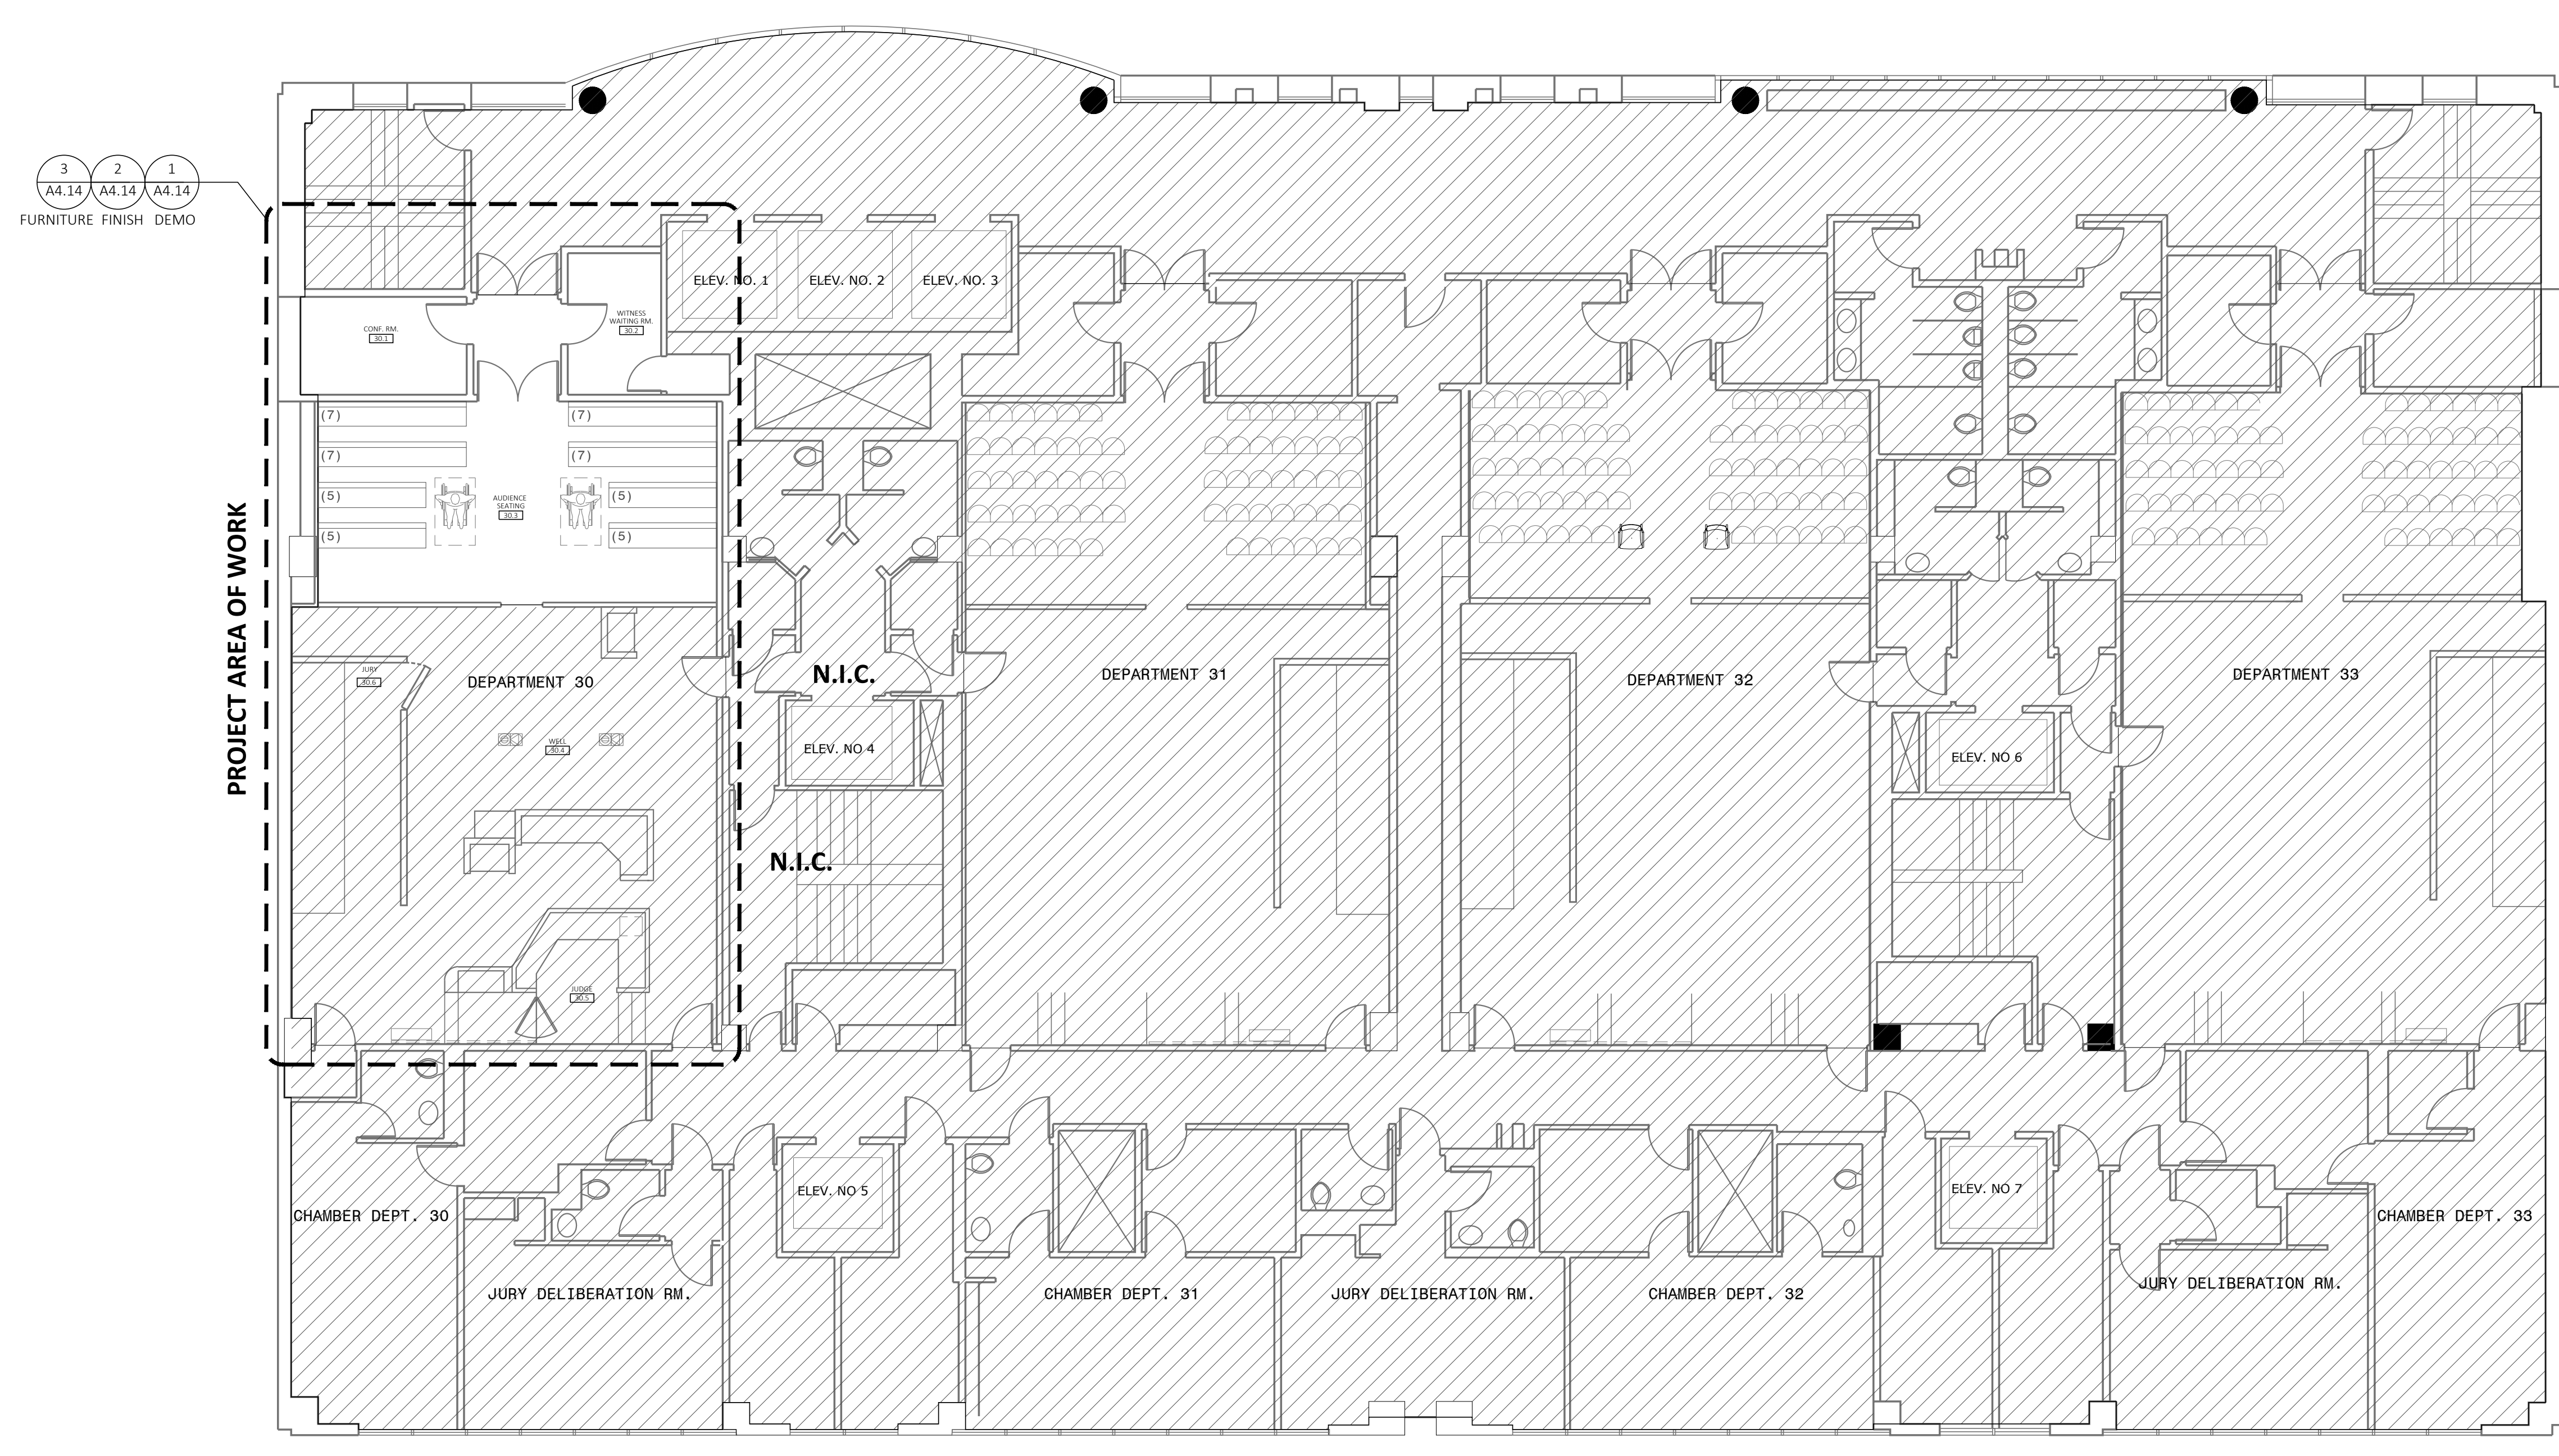 3 2 1
A4.14 A4.14 A4.14
FURNITURE FINISH DEMO
PROJECT AREA OF WORK
ELEV. NO. 1
ELEV. NO. 2
ELEV. NO. 3
CONF. RM.
30.1
WITNESS
WAITING RM.
30.2
(7) (7)
(7) (7)
(5) (5)
AUDIENCE
SEATING
30.3
(5) (5)
JURY
30.6
DEPARTMENT 30
WELL
30.4
JUDGE
30.5
N.I.C.
ELEV. NO 4
N.I.C.
DEPARTMENT 31
DEPARTMENT 32
ELEV. NO 6
DEPARTMENT 33
CHAMBER DEPT. 30
JURY DELIBERATION RM.
ELEV. NO 5
CHAMBER DEPT. 31
JURY DELIBERATION RM.
CHAMBER DEPT. 32
ELEV. NO 7
JURY DELIBERATION RM.
CHAMBER DEPT. 33